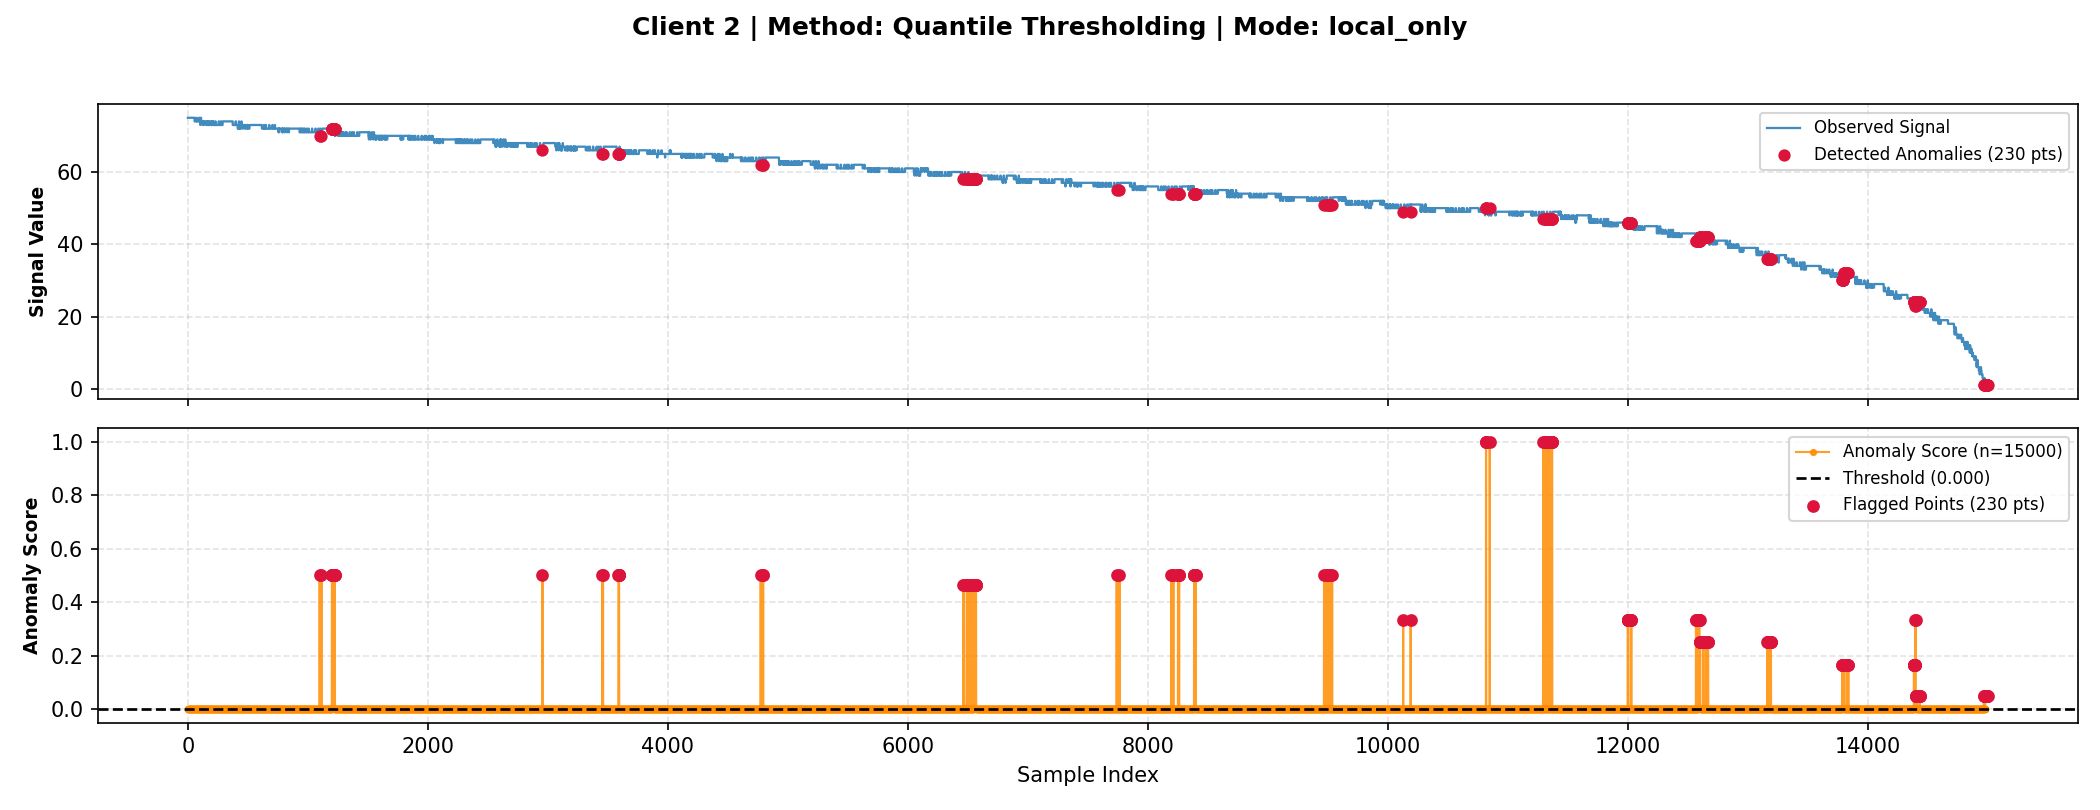 Client 2 | Method: Quantile Thresholding | Mode: local_only
Signal Value
60
40
20
0
Observed Signal
Detected Anomalies (230 pts)
Anomaly Score
1.0
0.8
0.6
0.4
0.2
0.0
Anomaly Score (n=15000)
Threshold (0.000)
Flagged Points (230 pts)
0 2000 4000 6000 8000 10000 12000 14000
Sample Index